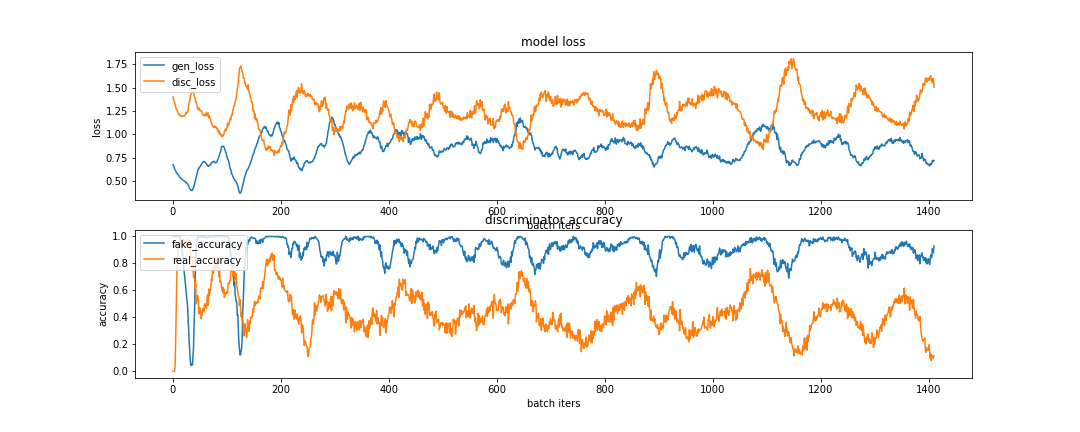 model loss
gen_loss
disc_loss
1.75
1.50
1.25
1.00
0.75
0.50
loss
0 200 400 600 800 1000 1200 1400
batch iters
discriminator accuracy
fake_accuracy
real_accuracy
1.0
0.8
0.6
0.4
0.2
0.0
accuracy
0 200 400 600 800 1000 1200 1400
batch iters